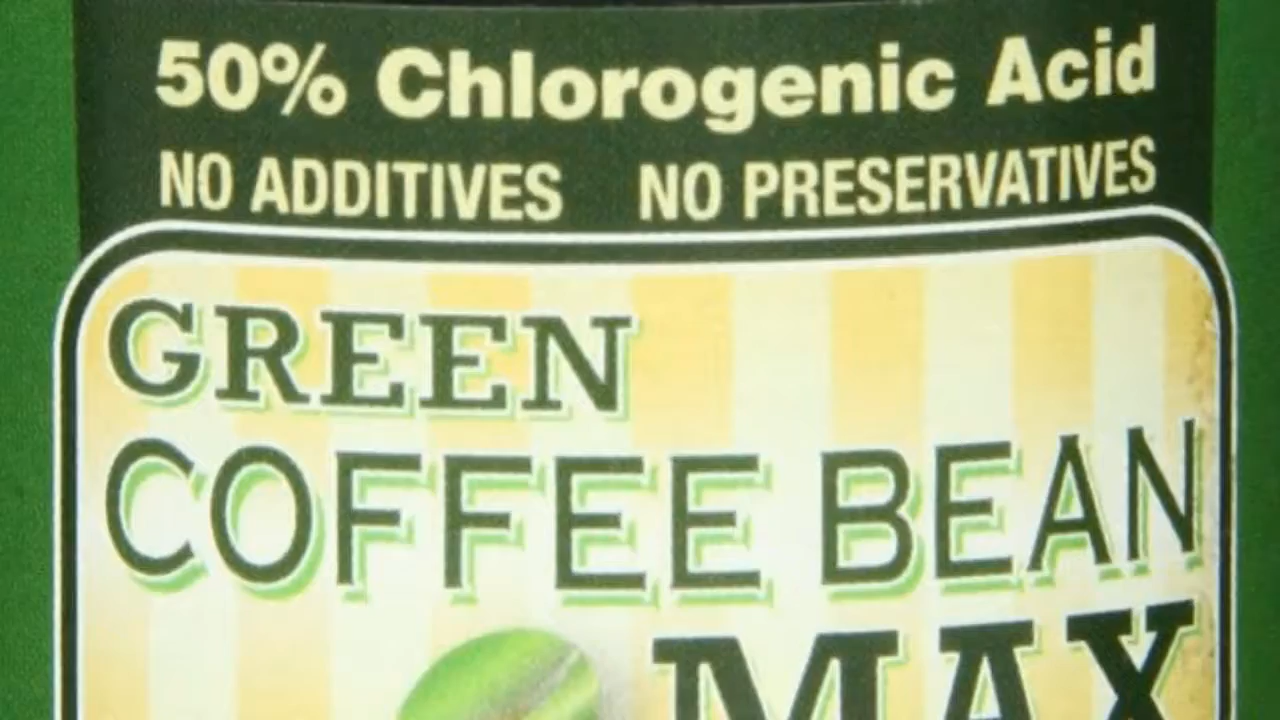 50% Chlorogenic Acid
NO ADDITIVES NO PRESERVATIVES
GREEN
COFFEE BEAN
MAX